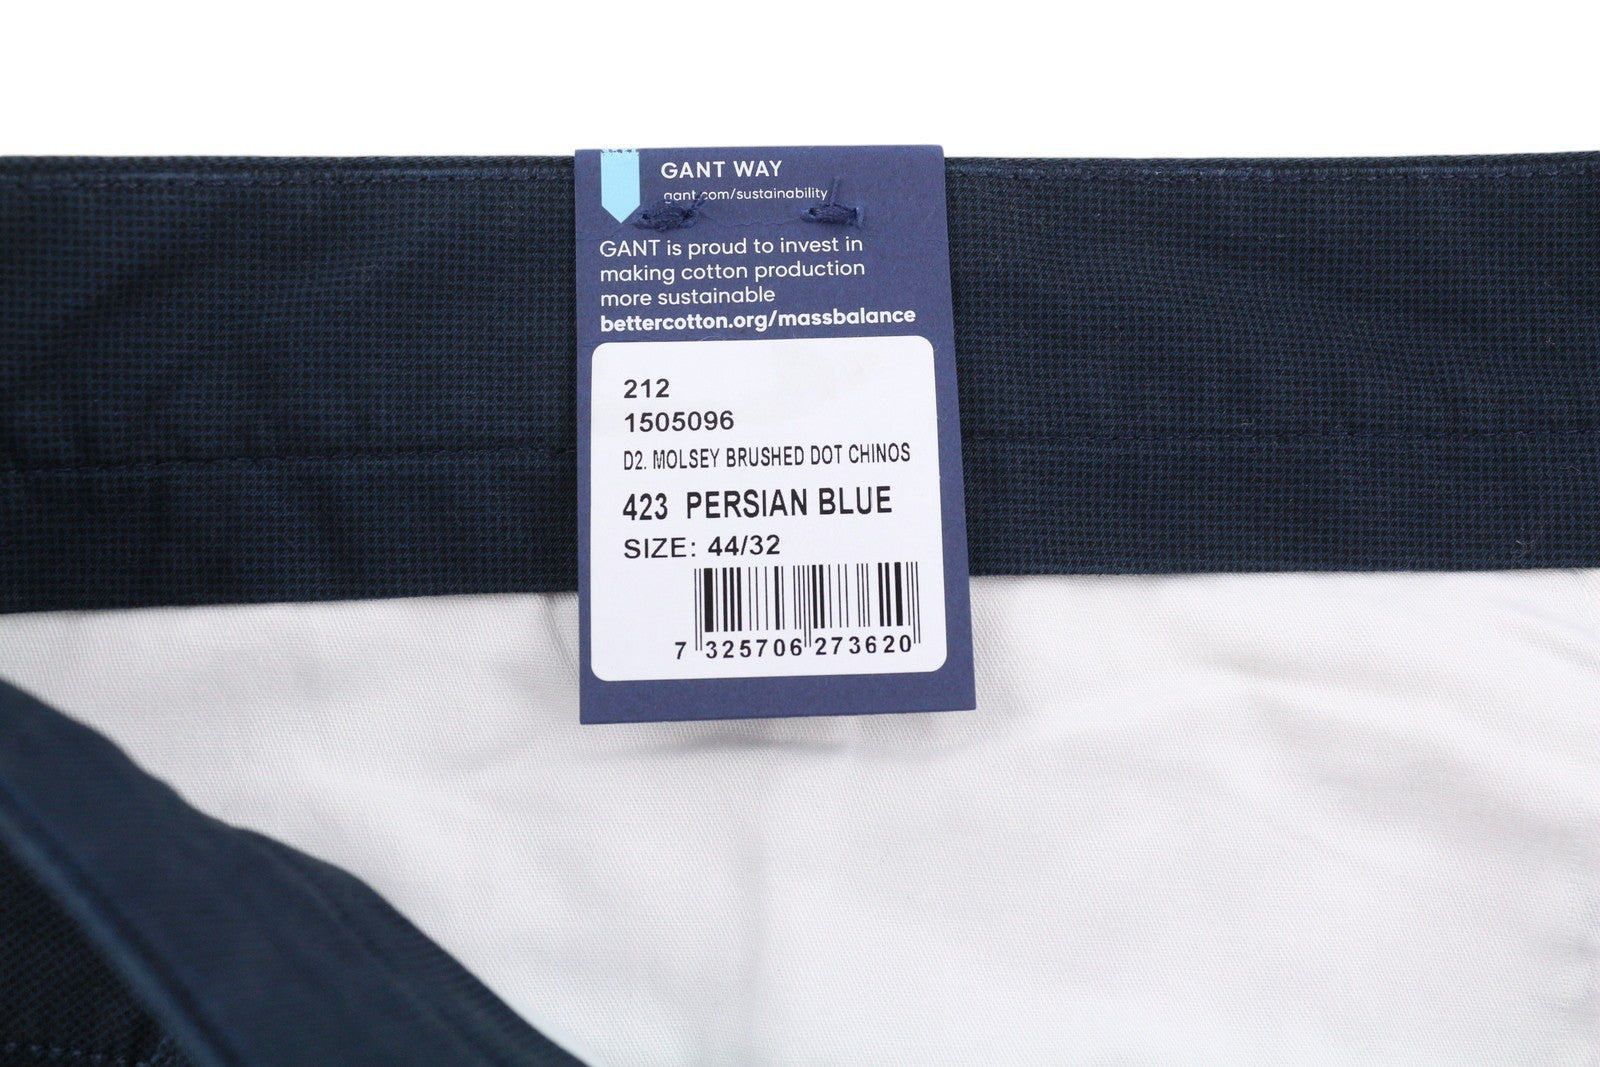 GANT WAY
gant.com/sustainability
GANT is proud to invest in
making cotton production
more sustainable
bettercotton.org/massbalance
212
1505096
D2. MOLSEY BRUSHED DOT CHINOS
423 PERSIAN BLUE
SIZE: 44/32
7 325706 273620